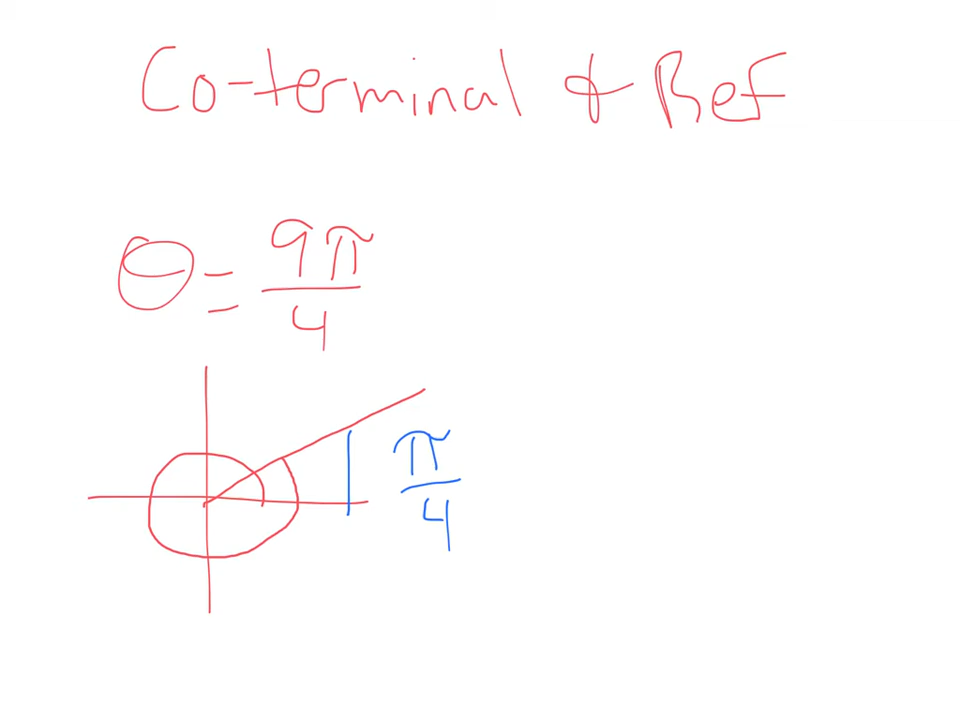 Co-terminal & Ref
θ = 9π/4
π/4